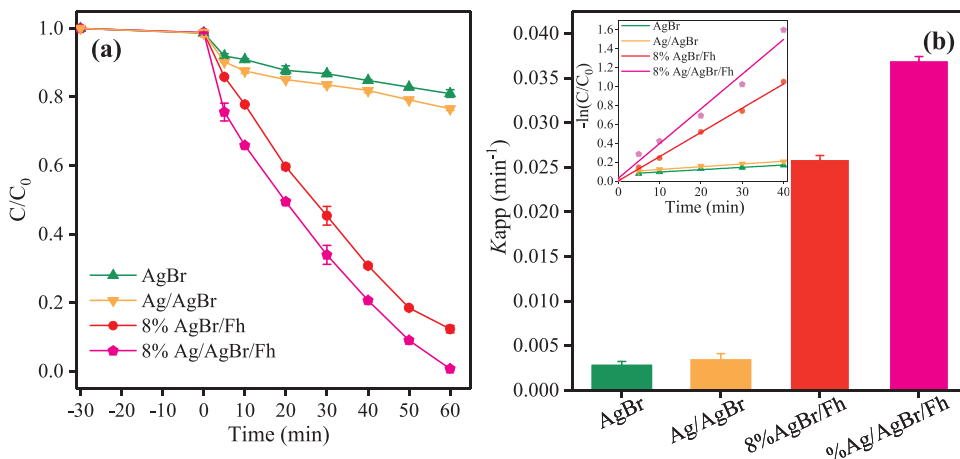 (a)
1.0
0.8
0.6
0.4
0.2
0.0
C/C0
AgBr
Ag/AgBr
8% AgBr/Fh
8% Ag/AgBr/Fh
-30 -20 -10 0 10 20 30 40 50 60
Time (min)
(b)
0.040
0.035
0.030
0.025
0.020
0.015
0.010
0.005
0.000
Kapp (min-1)
AgBr
Ag/AgBr
8% AgBr/Fh
8% Ag/AgBr/Fh
1.6
1.4
1.2
1.0
0.8
0.6
0.4
0.2
0.0
-ln(C/C0)
0 10 20 30 40
Time (min)
AgBr
Ag/AgBr
8%AgBr/Fh
%Ag/AgBr/Fh